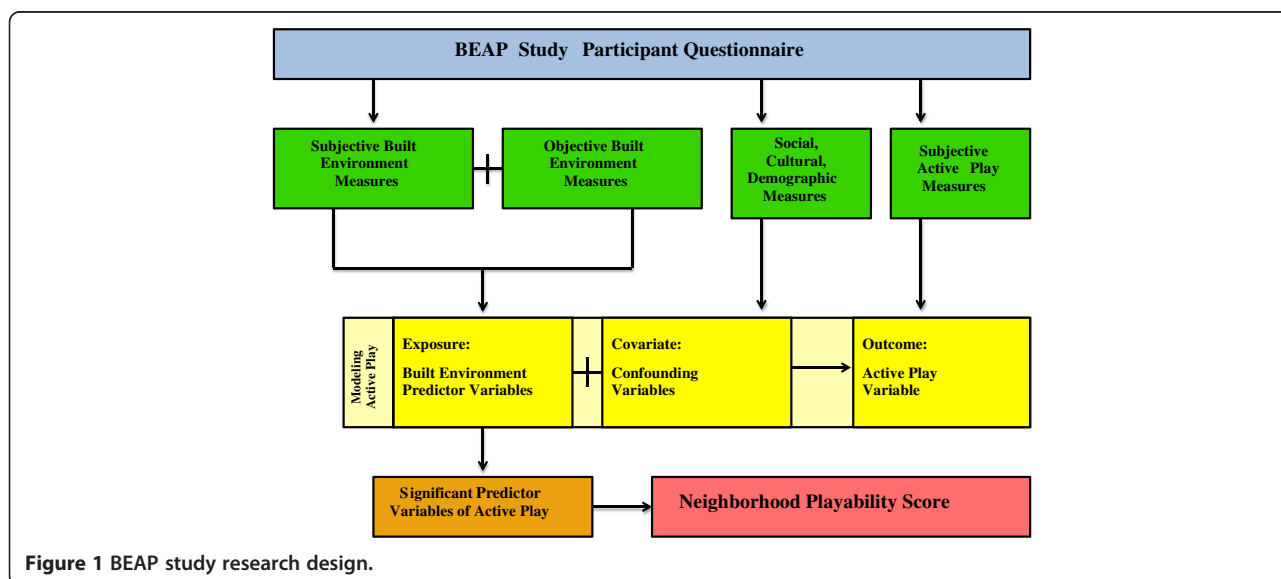 BEAP Study Participant Questionnaire
Subjective Built
Environment
Measures
Objective Built
Environment
Measures
Social,
Cultural,
Demographic
Measures
Subjective
Active Play
Measures
Modeling
Active Play
Exposure:
Built Environment
Predictor Variables
Covariate:
Confounding
Variables
Outcome:
Active Play
Variable
Significant Predictor
Variables of Active Play
Neighborhood Playability Score
Figure 1 BEAP study research design.